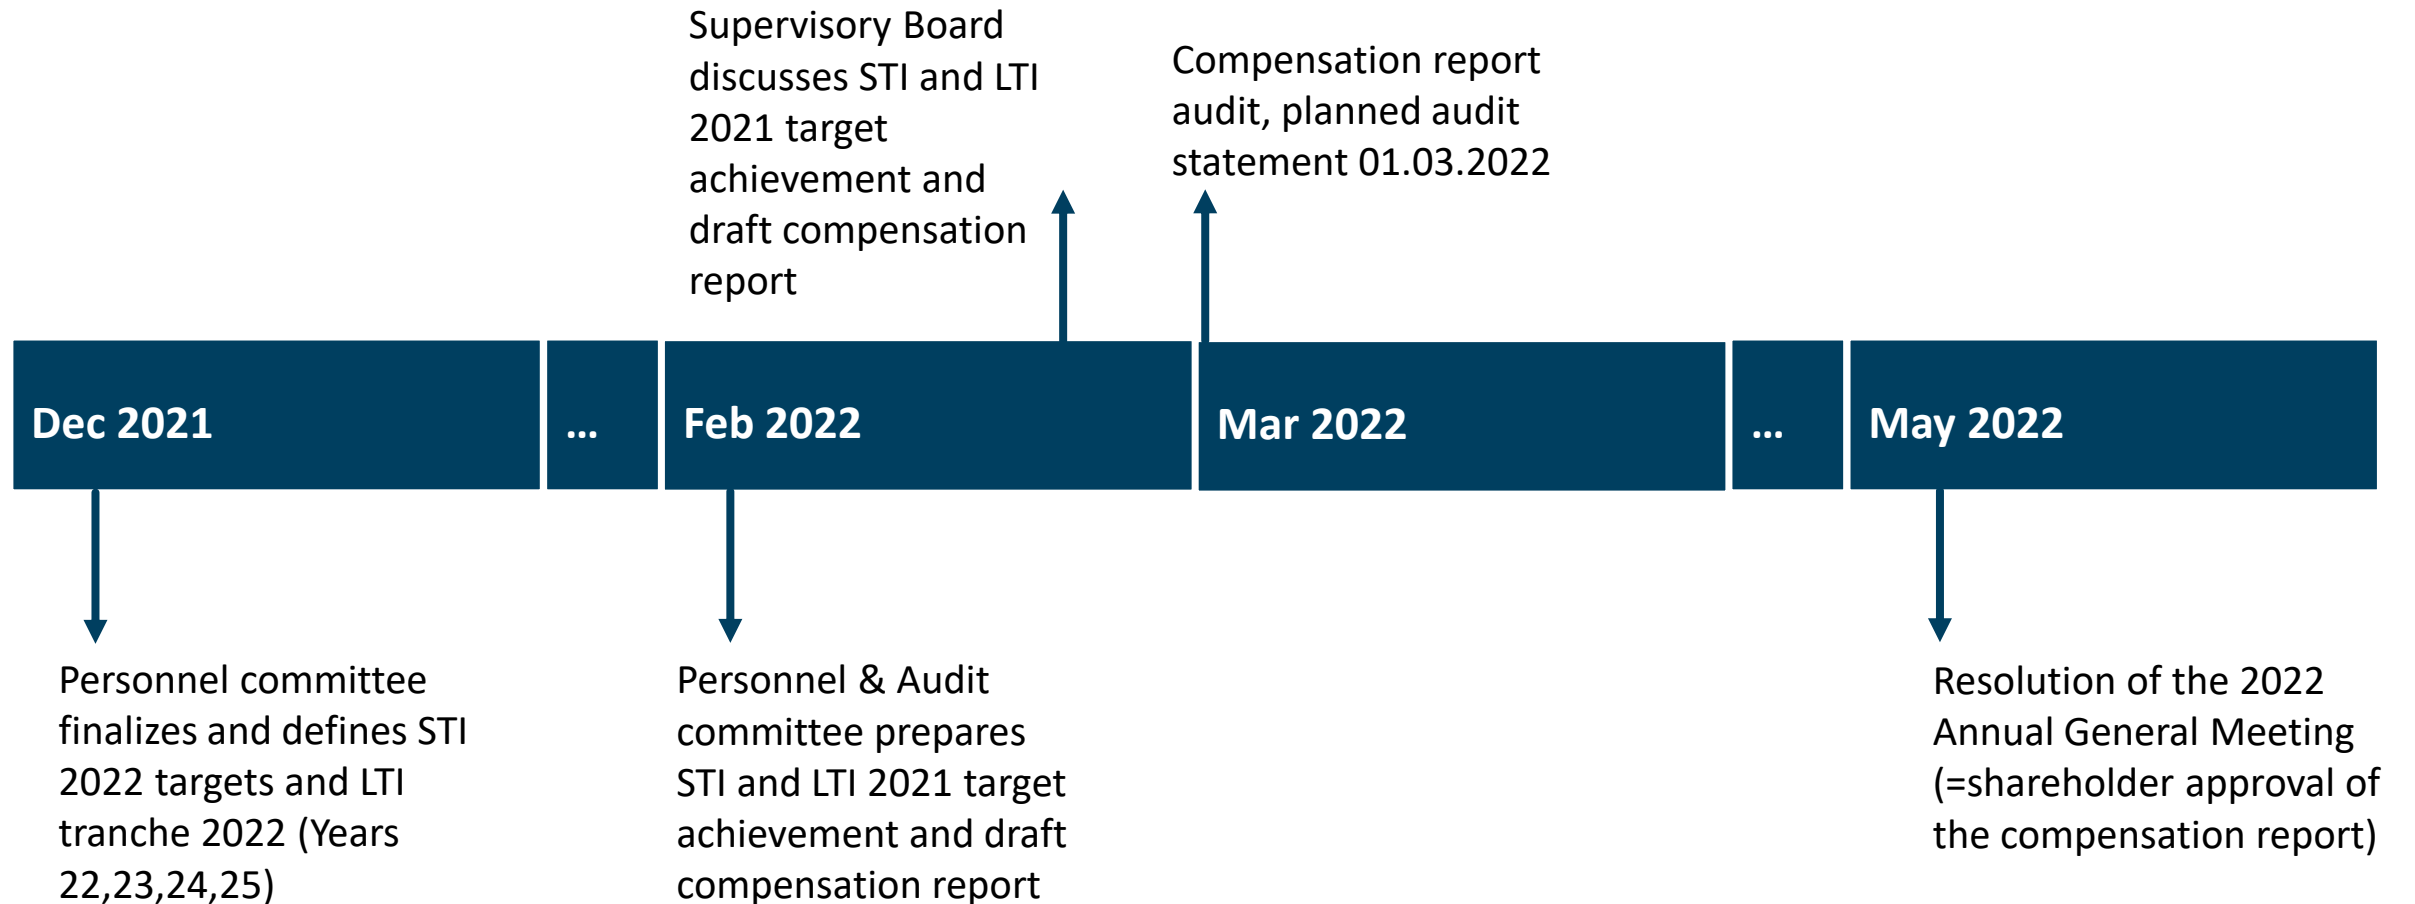 Supervisory Board
discusses STI and LTI
2021 target
achievement and
draft compensation
report
Compensation report
audit, planned audit
statement 01.03.2022
Dec 2021
...
Feb 2022
Mar 2022
...
May 2022
Personnel committee
finalizes and defines STI
2022 targets and LTI
tranche 2022 (Years
22,23,24,25)
Personnel & Audit
committee prepares
STI and LTI 2021 target
achievement and draft
compensation report
Resolution of the 2022
Annual General Meeting
(=shareholder approval of
the compensation report)